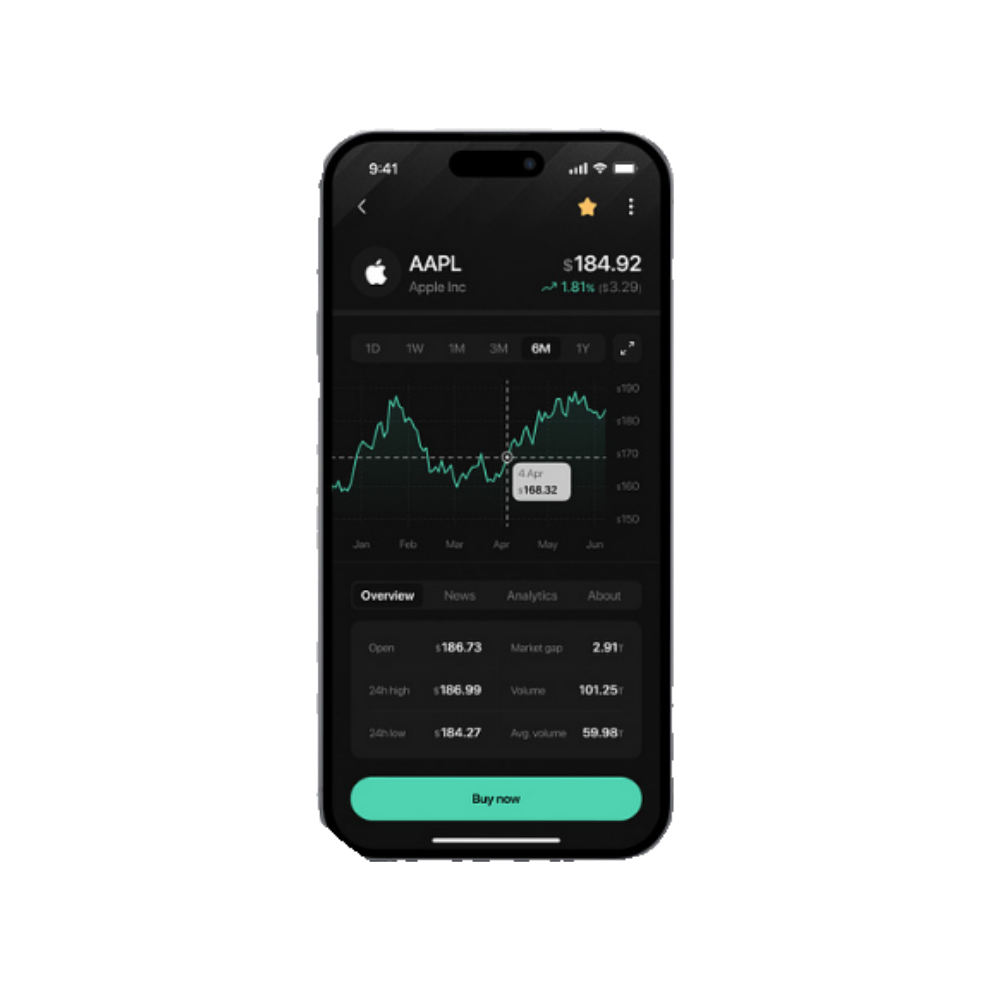 9:41
AAPL
$184.92
Apple Inc
1.81% ($3.29)
1D 1W 1M 3M 6M 1Y
$190
$180
$170
4 Apr
$168.32
$160
$150
Jan Feb Mar Apr May Jun
Overview News Analytics About
Open $186.73 Market gap 2.91T
24h high $186.99 Volume 101.25T
24h low $184.27 Avg. volume 59.98T
Buy now